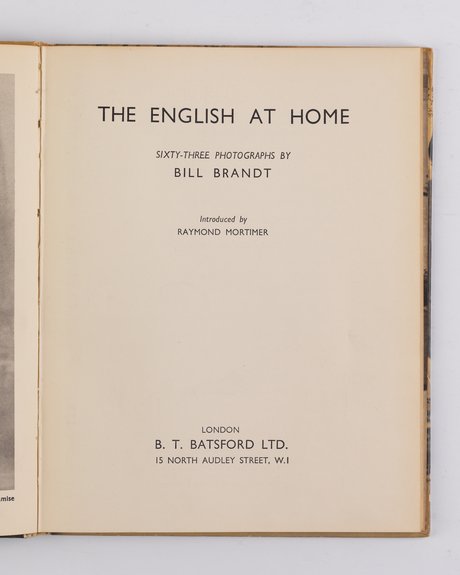 THE ENGLISH AT HOME
SIXTY-THREE PHOTOGRAPHS BY
BILL BRANDT
Introduced by
RAYMOND MORTIMER
LONDON
B. T. BATSFORD LTD.
15 NORTH AUDLEY STREET, W.1